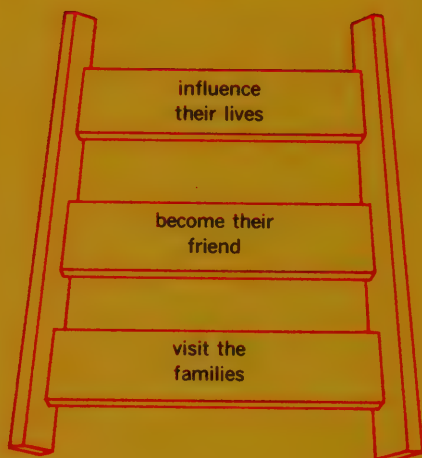 influence
their lives
become their
friend
visit the
families